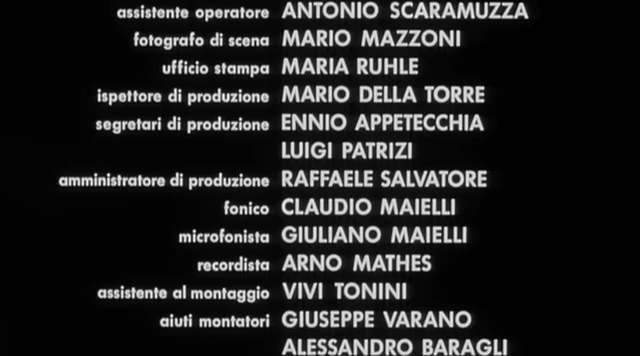 assistente operatore ANTONIO SCARAMUZZA
fotografo di scena MARIO MAZZONI
ufficio stampa MARIA RUHLE
ispettore di produzione MARIO DELLA TORRE
segretari di produzione ENNIO APPETECCHIA
LUIGI PATRIZI
amministratore di produzione RAFFAELE SALVATORE
fonico CLAUDIO MAIELLI
microfonista GIULIANO MAIELLI
recordista ARNO MATHES
assistente al montaggio VIVI TONINI
aiuti montatori GIUSEPPE VARANO
ALESSANDRO BARAGLI